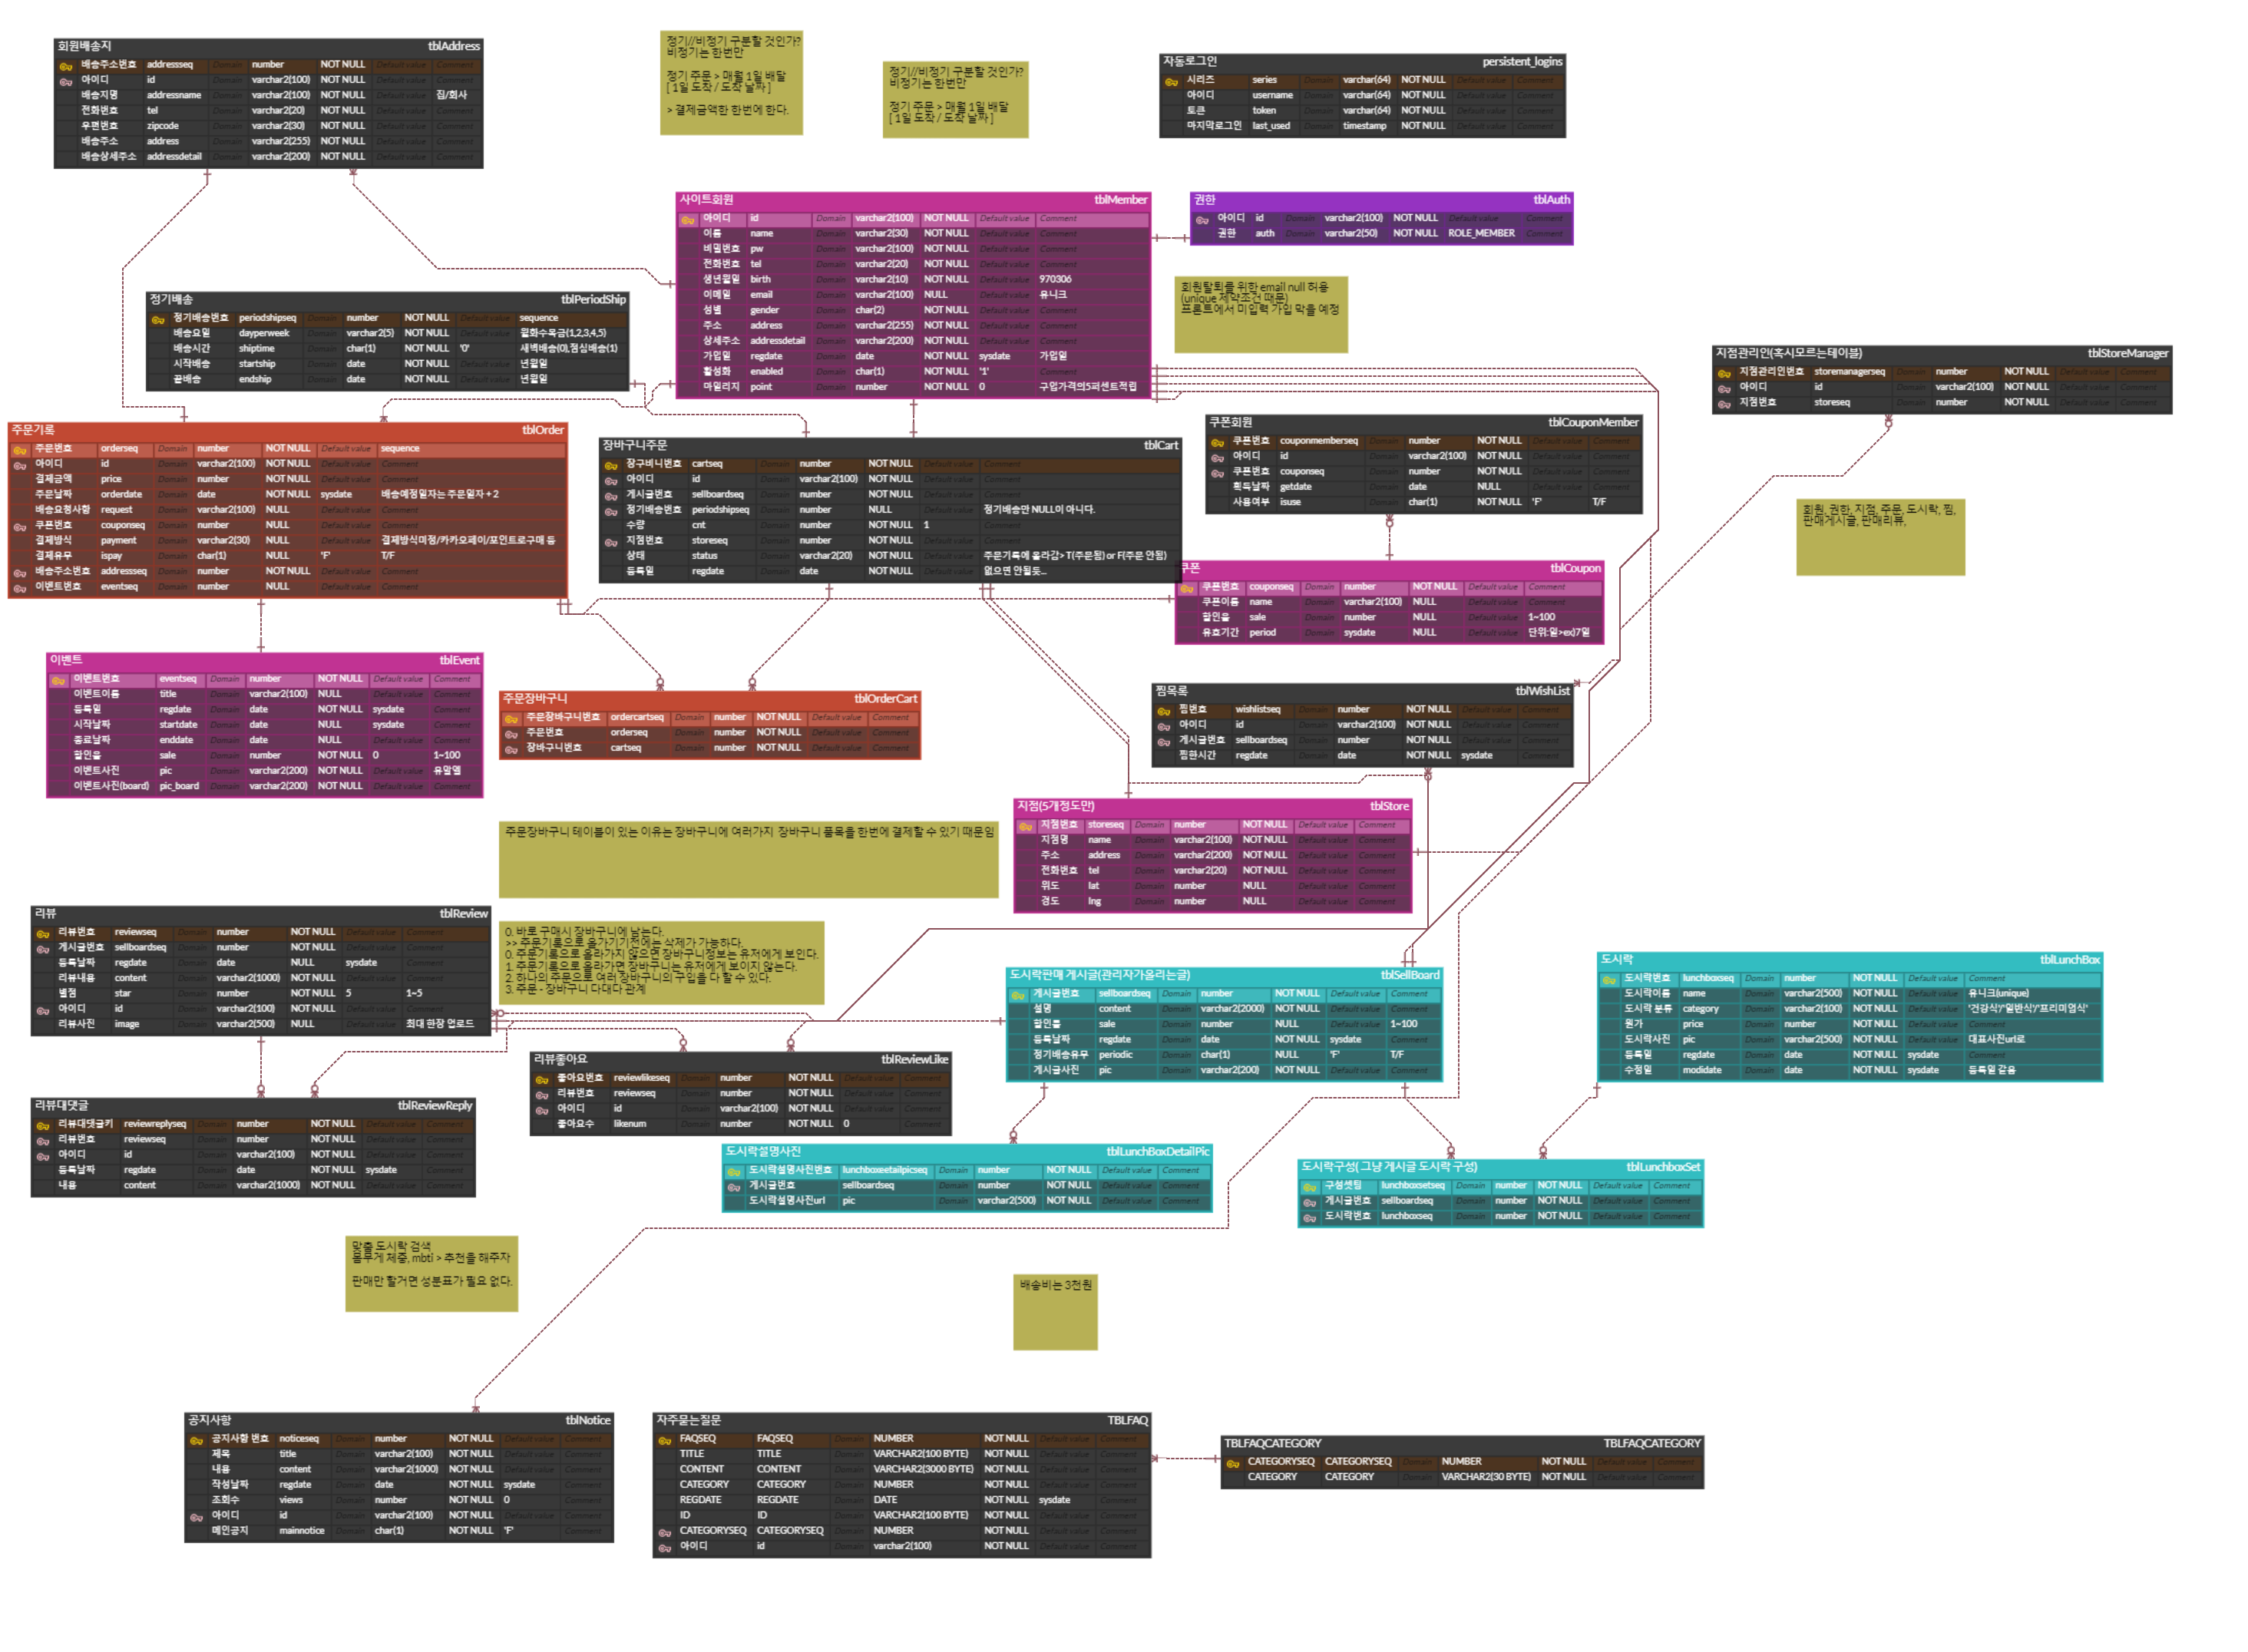 회원배송지 tblAddress
배송주소번호 addressseq Domain number NOT NULL Default value Comment
아이디 id Domain varchar2(100) NOT NULL Default value Comment
배송지명 addressname Domain varchar2(100) NOT NULL Default value 집/회사
전화번호 tel Domain varchar2(20) NOT NULL Default value Comment
우편번호 zipcode Domain varchar2(30) NOT NULL Default value Comment
배송주소 address Domain varchar2(255) NOT NULL Default value Comment
배송상세주소 addressdetail Domain varchar2(200) NOT NULL Default value Comment
정기//비정기 구분할 것인가?
비정기는 한번만
정기 주문 > 매월 1일 배달
[ 1일 도착 / 도착 날짜 ]
> 결제금액한 한번에 한다.
정기//비정기 구분할 것인가?
비정기는 한번만
정기 주문 > 매월 1일 배달
[ 1일 도착 / 도착 날짜 ]
자동로그인 persistent_logins
시리즈 series Domain varchar(64) NOT NULL Default value Comment
아이디 username Domain varchar(64) NOT NULL Default value Comment
토큰 token Domain varchar(64) NOT NULL Default value Comment
마지막로그인 last_used Domain timestamp NOT NULL Default value Comment
사이트회원 tblMember
아이디 id Domain varchar2(100) NOT NULL Default value Comment
이름 name Domain varchar2(30) NOT NULL Default value Comment
비밀번호 pw Domain varchar2(100) NOT NULL Default value Comment
전화번호 tel Domain varchar2(20) NOT NULL Default value Comment
생년월일 birth Domain varchar2(10) NOT NULL Default value 970306
이메일 email Domain varchar2(100) NULL Default value 유니크
성별 gender Domain char(2) NOT NULL Default value Comment
주소 address Domain varchar2(255) NOT NULL Default value Comment
상세주소 addressdetail Domain varchar2(200) NOT NULL Default value Comment
가입일 regdate Domain date NOT NULL sysdate 가입일
활성화 enabled Domain char(1) NOT NULL '1' Comment
마일리지 point Domain number NOT NULL 0 구입가격의5퍼센트적립
권한 tblAuth
아이디 id Domain varchar2(100) NOT NULL Default value Comment
권한 auth Domain varchar2(50) NOT NULL ROLE_MEMBER Comment
회원탈퇴를 위한 email null 허용
(unique 제약조건 때문)
프론트에서 미입력 가입 막을 예정
정기배송 tblPeriodShip
정기배송번호 periodshipseq Domain number NOT NULL Default value sequence
배송요일 dayperweek Domain varchar2(5) NOT NULL Default value 월화수목금(1,2,3,4,5)
배송시간 shiptime Domain char(1) NOT NULL '0' 새벽배송(0),점심배송(1)
시작배송 startship Domain date NOT NULL Default value 년월일
끝배송 endship Domain date NOT NULL Default value 년월일
지점관리인(혹시모르는테이블) tblStoreManager
지점관리인번호 storemanagerseq Domain number NOT NULL Default value Comment
아이디 id Domain varchar2(100) NOT NULL Default value Comment
지점번호 storeseq Domain number NOT NULL Default value Comment
주문기록 tblOrder
주문번호 orderseq Domain number NOT NULL Default value sequence
아이디 id Domain varchar2(100) NOT NULL Default value Comment
결제금액 price Domain number NOT NULL Default value Comment
주문날짜 orderdate Domain date NOT NULL sysdate 배송예정일자는 주문일자 + 2
배송요청사항 request Domain varchar2(100) NULL Default value Comment
쿠폰번호 couponseq Domain number NULL Default value Comment
결제방식 payment Domain varchar2(30) NULL Default value 결제방식미정/카카오페이/포인트로구매 등
결제유무 ispay Domain char(1) NULL 'F' T/F
배송주소번호 addressseq Domain number NOT NULL Default value Comment
이벤트번호 eventseq Domain number NULL Default value Comment
장바구니주문 tblCart
장구비니번호 cartseq Domain number NOT NULL Default value Comment
아이디 id Domain varchar2(100) NOT NULL Default value Comment
게시글번호 sellboardseq Domain number NOT NULL Default value Comment
정기배송번호 periodshipseq Domain number NULL Default value 정기배송만 NULL이 아니다.
수량 cnt Domain number NOT NULL 1 Comment
지점번호 storeseq Domain number NOT NULL Default value Comment
상태 status Domain varchar2(20) NOT NULL Default value 주문기록에 올라감> T(주문됨) or F(주문 안됨)
등록일 regdate Domain date NOT NULL Default value 없으면 안될듯...
쿠폰회원 tblCouponMember
쿠폰번호 couponmemberseq Domain number NOT NULL Default value Comment
아이디 id Domain varchar2(100) NOT NULL Default value Comment
쿠폰번호 couponseq Domain number NOT NULL Default value Comment
획득날짜 getdate Domain date NULL Default value Comment
사용여부 isuse Domain char(1) NOT NULL 'F' T/F
회원, 권한, 지점, 주문, 도시락, 찜,
판매게시글, 판매리뷰,
쿠폰 tblCoupon
쿠폰번호 couponseq Domain number NOT NULL Default value Comment
쿠폰이름 name Domain varchar2(100) NULL Default value Comment
할인율 sale Domain number NULL Default value 1~100
유효기간 period Domain sysdate NULL Default value 단위:일>ex)7일
이벤트 tblEvent
이벤트번호 eventseq Domain number NOT NULL Default value Comment
이벤트이름 title Domain varchar2(100) NULL Default value Comment
등록일 regdate Domain date NOT NULL sysdate Comment
시작날짜 startdate Domain date NULL sysdate Comment
종료날짜 enddate Domain date NULL Default value Comment
할인율 sale Domain number NOT NULL 0 1~100
이벤트사진 pic Domain varchar2(200) NOT NULL Default value 유알엘
이벤트사진(board) pic_board Domain varchar2(200) NOT NULL Default value Comment
주문장바구니 tblOrderCart
주문장바구니번호 ordercartseq Domain number NOT NULL Default value Comment
주문번호 orderseq Domain number NOT NULL Default value Comment
장바구니번호 cartseq Domain number NOT NULL Default value Comment
찜목록 tblWishList
찜번호 wishlistseq Domain number NOT NULL Default value Comment
아이디 id Domain varchar2(100) NOT NULL Default value Comment
게시글번호 sellboardseq Domain number NOT NULL Default value Comment
찜한시간 regdate Domain date NOT NULL sysdate Comment
지점(5개정도만) tblStore
지점번호 storeseq Domain number NOT NULL Default value Comment
지점명 name Domain varchar2(100) NOT NULL Default value Comment
주소 address Domain varchar2(200) NOT NULL Default value Comment
전화번호 tel Domain varchar2(20) NOT NULL Default value Comment
위도 lat Domain number NULL Default value Comment
경도 lng Domain number NULL Default value Comment
주문장바구니 테이블이 있는 이유는 장바구니에 여러가지 장바구니 품목을 한번에 결제할 수 있기 때문임
리뷰 tblReview
리뷰번호 reviewseq Domain number NOT NULL Default value Comment
게시글번호 sellboardseq Domain number NOT NULL Default value Comment
등록날짜 regdate Domain date NULL sysdate Comment
리뷰내용 content Domain varchar2(1000) NOT NULL Default value Comment
별점 star Domain number NOT NULL 5 1~5
아이디 id Domain varchar2(100) NOT NULL Default value Comment
리뷰사진 image Domain varchar2(500) NULL Default value 최대 한장 업로드
0. 바로 구매시 장바구니에 남는다.
>> 주문기록으로 옮가기기전에는 삭제가 가능하다.
0. 주문기록으로 올라가지 않으면 장바구니정보는 유저에게 보인다.
1. 주문기록으로 올라가면 장바구니는 유저에게 보이지 않는다.
2. 하나의 주문으로 여러 장바구니의 구입을 다 할 수 있다.
3. 주문 - 장바구니 다대다 관계
도시락판매 게시글(관리자가올리는글) tblSellBoard
게시글번호 sellboardseq Domain number NOT NULL Default value Comment
설명 content Domain varchar2(2000) NOT NULL Default value Comment
할인률 sale Domain number NULL Default value 1~100
등록날짜 regdate Domain date NOT NULL sysdate Comment
정기배송유무 periodic Domain char(1) NULL 'F' T/F
게시글사진 pic Domain varchar2(200) NOT NULL Default value Comment
도시락 tblLunchBox
도시락번호 lunchboxseq Domain number NOT NULL Default value Comment
도시락이름 name Domain varchar2(500) NOT NULL Default value 유니크(unique)
도시락 분류 category Domain varchar2(100) NOT NULL Default value '건강식'/'일반식'/'프리미엄식'
원가 price Domain number NOT NULL Default value Comment
도시락사진 pic Domain varchar2(500) NOT NULL Default value 대표사진url로
등록일 regdate Domain date NOT NULL sysdate Comment
수정일 modidate Domain date NOT NULL sysdate 등록일 같음
리뷰좋아요 tblReviewLike
좋아요번호 reviewlikeseq Domain number NOT NULL Default value Comment
리뷰번호 reviewseq Domain number NOT NULL Default value Comment
아이디 id Domain varchar2(100) NOT NULL Default value Comment
좋아요수 likenum Domain number NOT NULL 0 Comment
리뷰대댓글 tblReviewReply
리뷰대댓글키 reviewreplyseq Domain number NOT NULL Default value Comment
리뷰번호 reviewseq Domain number NOT NULL Default value Comment
아이디 id Domain varchar2(100) NOT NULL Default value Comment
등록날짜 regdate Domain date NOT NULL sysdate Comment
내용 content Domain varchar2(1000) NOT NULL Default value Comment
도시락설명사진 tblLunchBoxDetailPic
도시락설명사진번호 lunchboxeetailpicseq Domain number NOT NULL Default value Comment
게시글번호 sellboardseq Domain number NOT NULL Default value Comment
도시락설명사진url pic Domain varchar2(500) NOT NULL Default value Comment
도시락구성( 그냥 게시글 도시락 구성) tblLunchboxSet
구성셋팅 lunchboxsetseq Domain number NOT NULL Default value Comment
게시글번호 sellboardseq Domain number NOT NULL Default value Comment
도시락번호 lunchboxseq Domain number NOT NULL Default value Comment
맞춤 도시락 검색
몸무게 체중, mbti > 추천을 해주자
판매만 할거면 성분표가 필요 없다.
배송비는 3천원
공지사항 tblNotice
공지사항 번호 noticeseq Domain number NOT NULL Default value Comment
제목 title Domain varchar2(100) NOT NULL Default value Comment
내용 content Domain varchar2(1000) NOT NULL Default value Comment
작성날짜 regdate Domain date NOT NULL sysdate Comment
조회수 views Domain number NOT NULL 0 Comment
아이디 id Domain varchar2(100) NOT NULL Default value Comment
메인공지 mainnotice Domain char(1) NOT NULL 'F' Comment
자주묻는질문 TBLFAQ
FAQSEQ FAQSEQ Domain NUMBER NOT NULL Default value Comment
TITLE TITLE Domain VARCHAR2(100 BYTE) NOT NULL Default value Comment
CONTENT CONTENT Domain VARCHAR2(3000 BYTE) NOT NULL Default value Comment
CATEGORY CATEGORY Domain NUMBER NOT NULL Default value Comment
REGDATE REGDATE Domain DATE NOT NULL sysdate Comment
ID ID Domain VARCHAR2(100 BYTE) NOT NULL Default value Comment
CATEGORYSEQ CATEGORYSEQ Domain NUMBER NOT NULL Default value Comment
아이디 id Domain varchar2(100) NOT NULL Default value Comment
TBLFAQCATEGORY TBLFAQCATEGORY
CATEGORYSEQ CATEGORYSEQ Domain NUMBER NOT NULL Default value Comment
CATEGORY CATEGORY Domain VARCHAR2(30 BYTE) NOT NULL Default value Comment